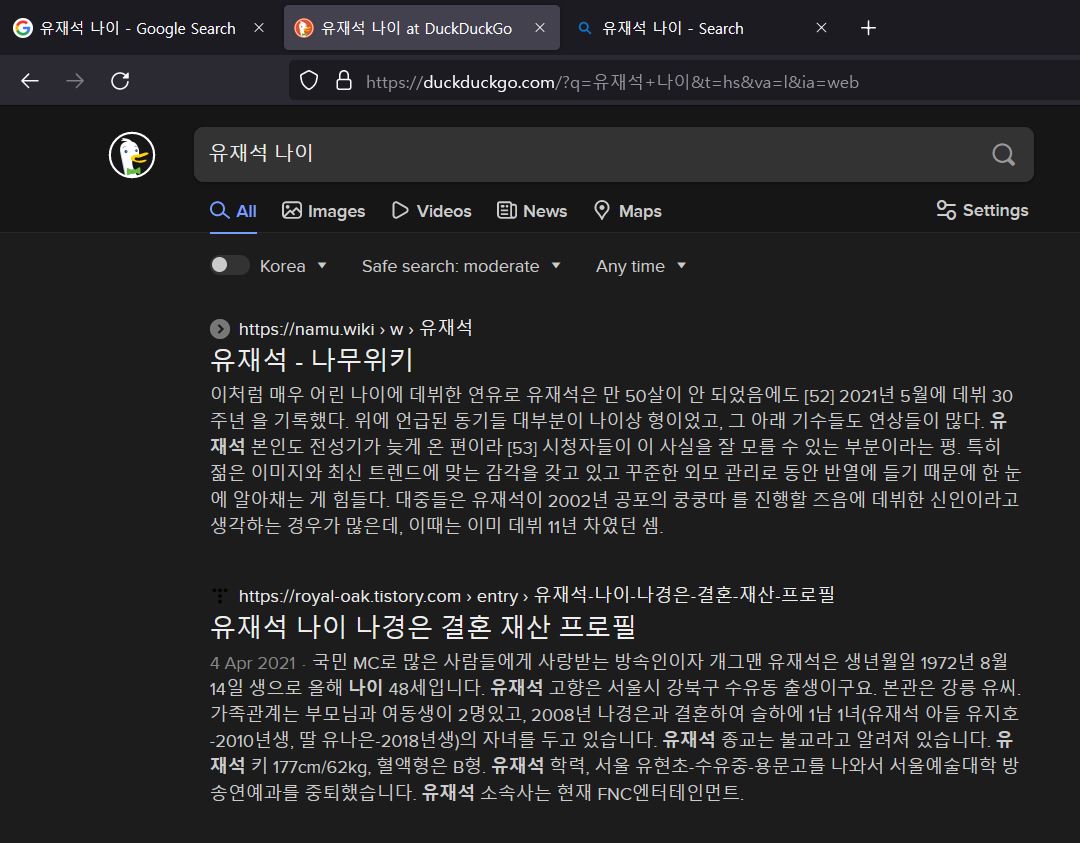 유재석 나이 - Google Search
유재석 나이 at DuckDuckGo
유재석 나이 - Search
https://duckduckgo.com/?q=유재석+나이&t=hs&va=l&ia=web
유재석 나이
All Images Videos News Maps Settings
Korea Safe search: moderate Any time
https://namu.wiki › w › 유재석
유재석 - 나무위키
이처럼 매우 어린 나이에 데뷔한 연유로 유재석은 만 50살이 안 되었음에도 [52] 2021년 5월에 데뷔 30
주년 을 기록했다. 위에 언급된 동기들 대부분이 나이상 형이었고, 그 아래 기수들도 연상들이 많다. 유
재석 본인도 전성기가 늦게 온 편이라 [53] 시청자들이 이 사실을 잘 모를 수 있는 부분이라는 평. 특히
젊은 이미지와 최신 트렌드에 맞는 감각을 갖고 있고 꾸준한 외모 관리로 동안 반열에 들기 때문에 한 눈
에 알아채는 게 힘들다. 대중들은 유재석이 2002년 공포의 쿵쿵따 를 진행할 즈음에 데뷔한 신인이라고
생각하는 경우가 많은데, 이때는 이미 데뷔 11년 차였던 셈.
https://royal-oak.tistory.com › entry › 유재석-나이-나경은-결혼-재산-프로필
유재석 나이 나경은 결혼 재산 프로필
4 Apr 2021 · 국민 MC로 많은 사람들에게 사랑받는 방속인이자 개그맨 유재석은 생년월일 1972년 8월
14일 생으로 올해 나이 48세입니다. 유재석 고향은 서울시 강북구 수유동 출생이구요. 본관은 강릉 유씨.
가족관계는 부모님과 여동생이 2명있고, 2008년 나경은과 결혼하여 슬하에 1남 1녀(유재석 아들 유지호
-2010년생, 딸 유나은-2018년생)의 자녀를 두고 있습니다. 유재석 종교는 불교라고 알려져 있습니다. 유
재석 키 177cm/62kg, 혈액형은 B형. 유재석 학력, 서울 유현초-수유중-용문고를 나와서 서울예술대학 방
송연예과를 중퇴했습니다. 유재석 소속사는 현재 FNC엔터테인먼트.